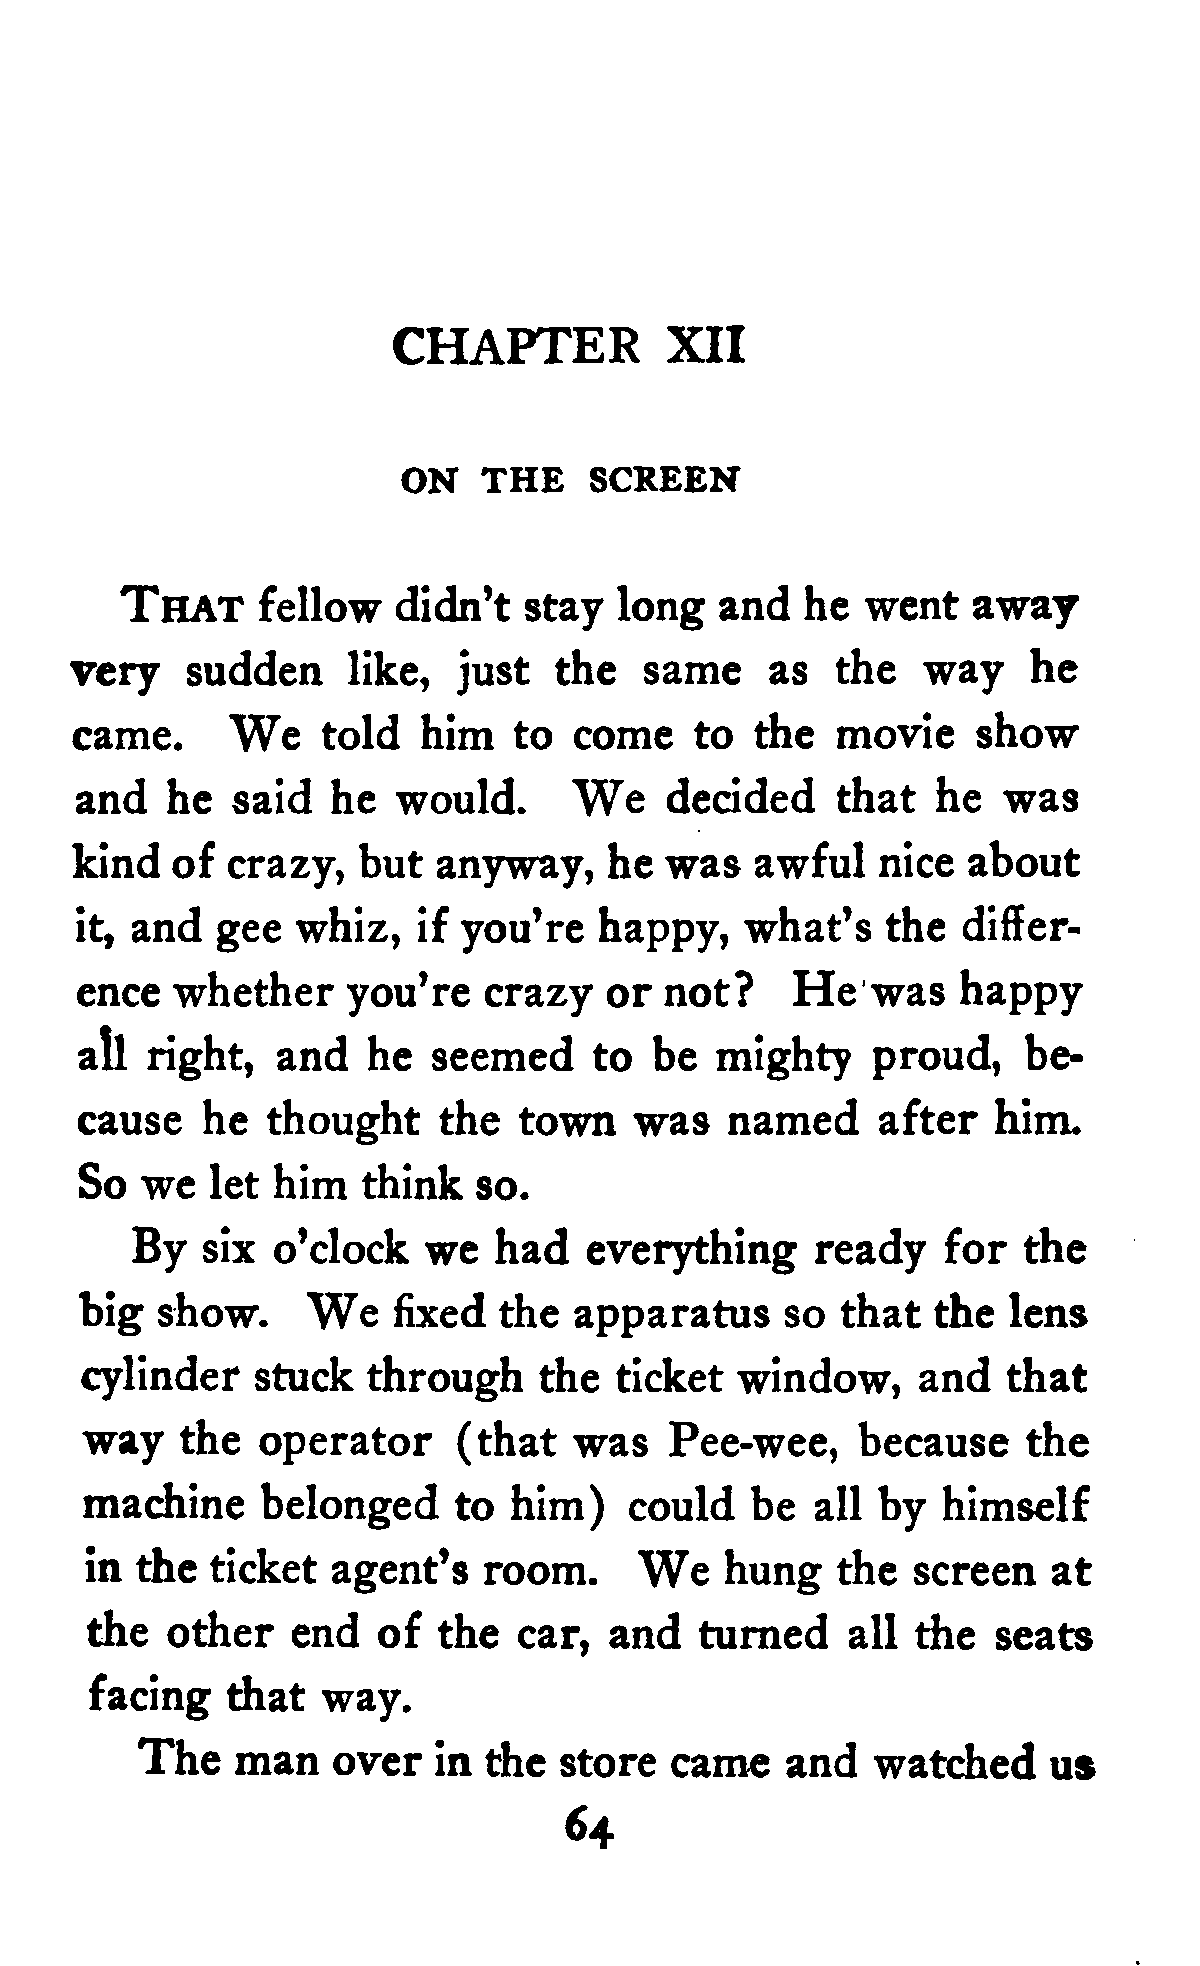 CHAPTER XII
ON THE SCREEN
THAT fellow didn't stay long and he went away
very sudden like, just the same as the way he
came. We told him to come to the movie show
and he said he would. We decided that he was
kind of crazy, but anyway, he was awful nice about
it, and gee whiz, if you're happy, what's the differ-
ence whether you're crazy or not? He was happy
all right, and he seemed to be mighty proud, be-
cause he thought the town was named after him.
So we let him think so.
By six o'clock we had everything ready for the
big show. We fixed the apparatus so that the lens
cylinder stuck through the ticket window, and that
way the operator (that was Pee-wee, because the
machine belonged to him) could be all by himself
in the ticket agent's room. We hung the screen at
the other end of the car, and turned all the seats
facing that way.
The man over in the store came and watched us
64